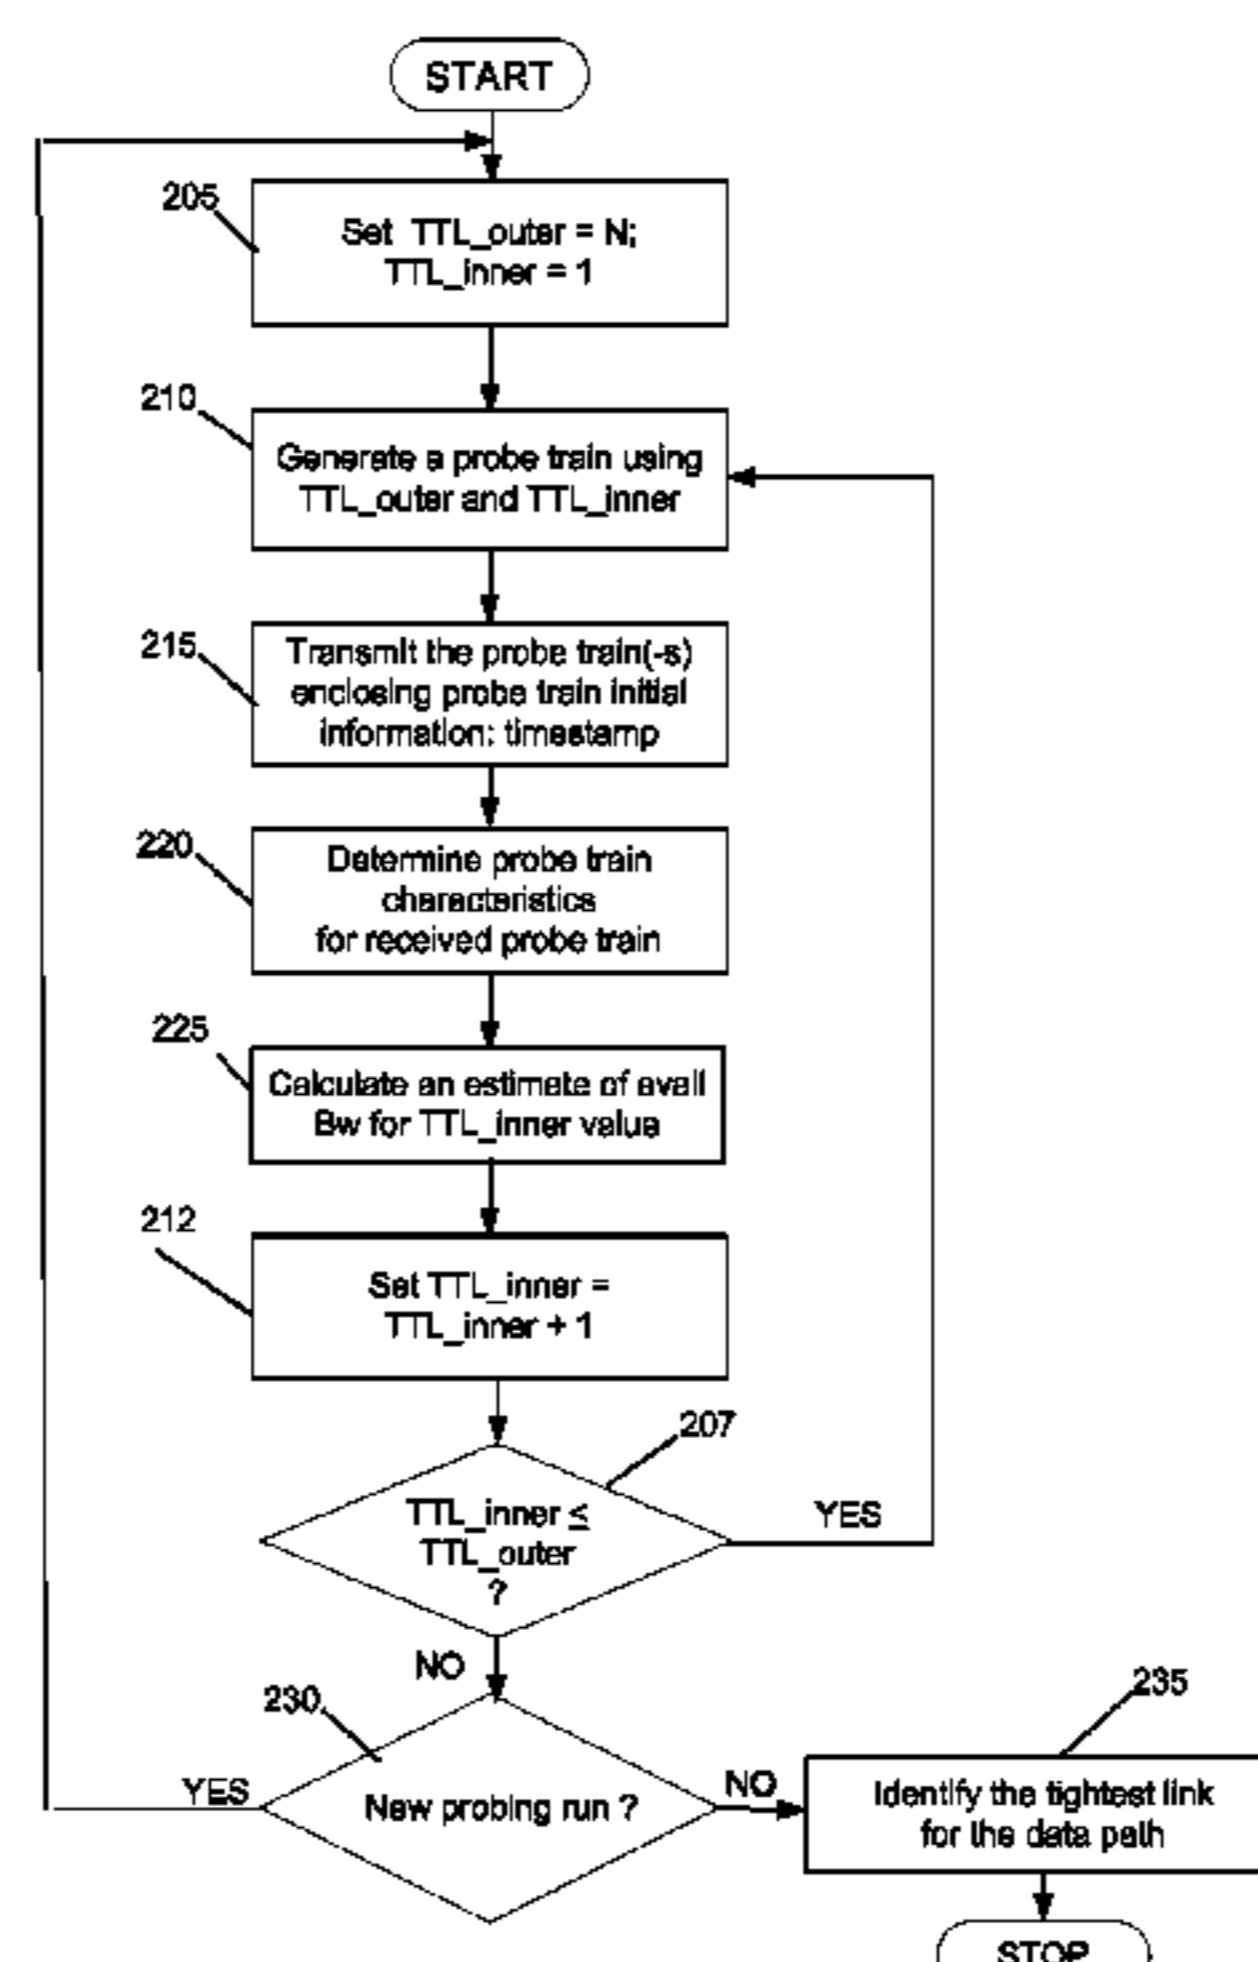 START
205
Set TTL_outer = N;
TTL_inner = 1
210
Generate a probe train using
TTL_outer and TTL_inner
215
Transmit the probe train(-s)
enclosing probe train initial
information: timestamp
220
Determine probe train
characteristics
for received probe train
225
Calculate an estimate of avail
Bw for TTL_inner value
212
Set TTL_inner =
TTL_inner + 1
207
TTL_inner ≤
TTL_outer
?
YES
NO
230
235
YES
New probing run ?
NO
Identify the tightest link
for the data path
STOP